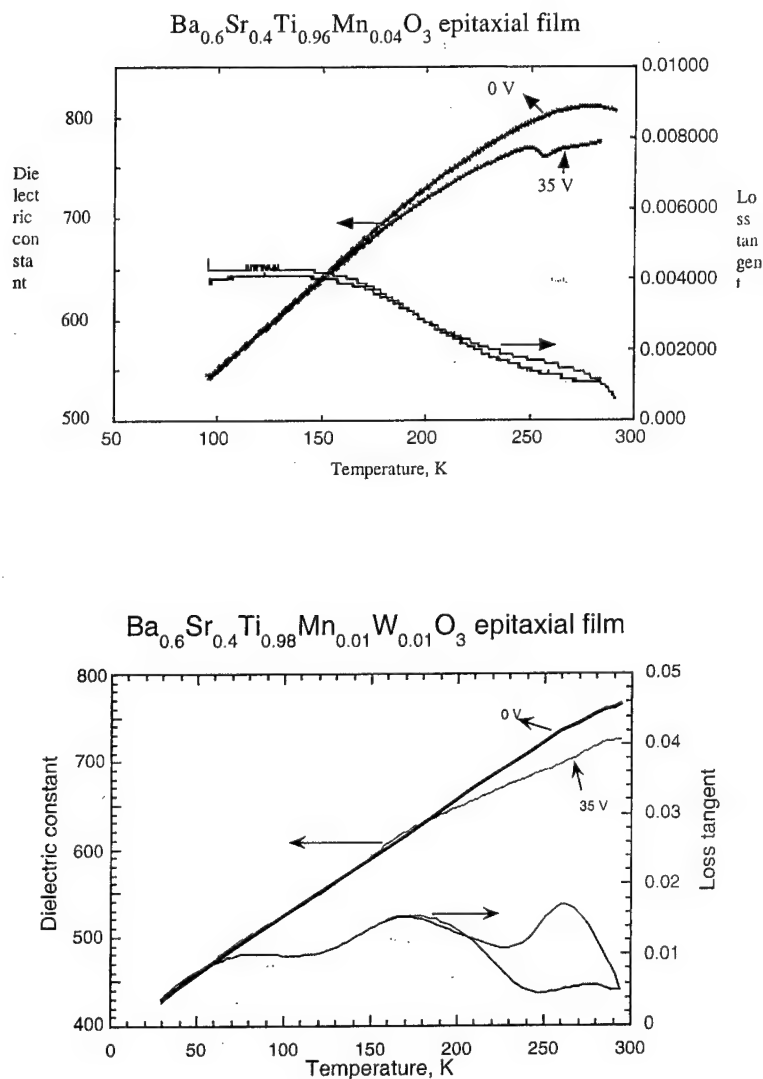 Ba0.6Sr0.4Ti0.96Mn0.04O3 epitaxial film
0.01000
0 V
800
0.008000
Die
lect
ric
con
sta
nt
35 V
Lo
ss
tan
gen
t
700
0.006000
0.004000
600
0.002000
500
0.000
50
100
150
200
250
300
Temperature, K
Ba0.6Sr0.4Ti0.98Mn0.01W0.01O3 epitaxial film
800
0.05
0 V
700
0.04
35 V
Dielectric constant
Loss tangent
600
0.03
0.02
500
0.01
400
0
0
50
100
150
200
250
300
Temperature, K